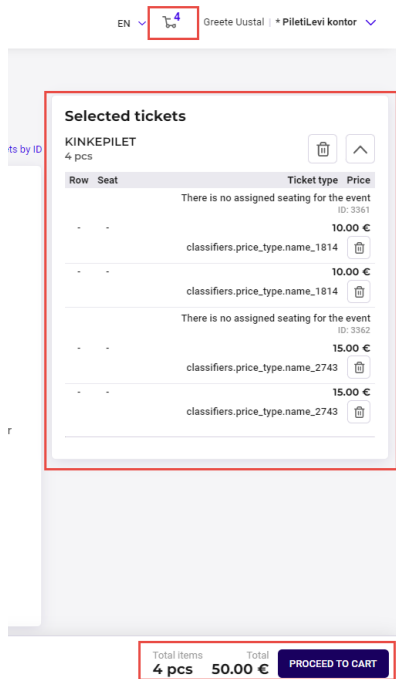 EN 4 Greete Uustal | * PiletiLevi kontor
Selected tickets
ets by ID
KINKEPILET
4 pcs
Row Seat Ticket type Price
There is no assigned seating for the event
ID: 3361
- - 10.00 €
classifiers.price_type.name_1814
- - 10.00 €
classifiers.price_type.name_1814
There is no assigned seating for the event
ID: 3362
- - 15.00 €
classifiers.price_type.name_2743
- - 15.00 €
classifiers.price_type.name_2743
r
Total items Total
4 pcs 50.00 € PROCEED TO CART